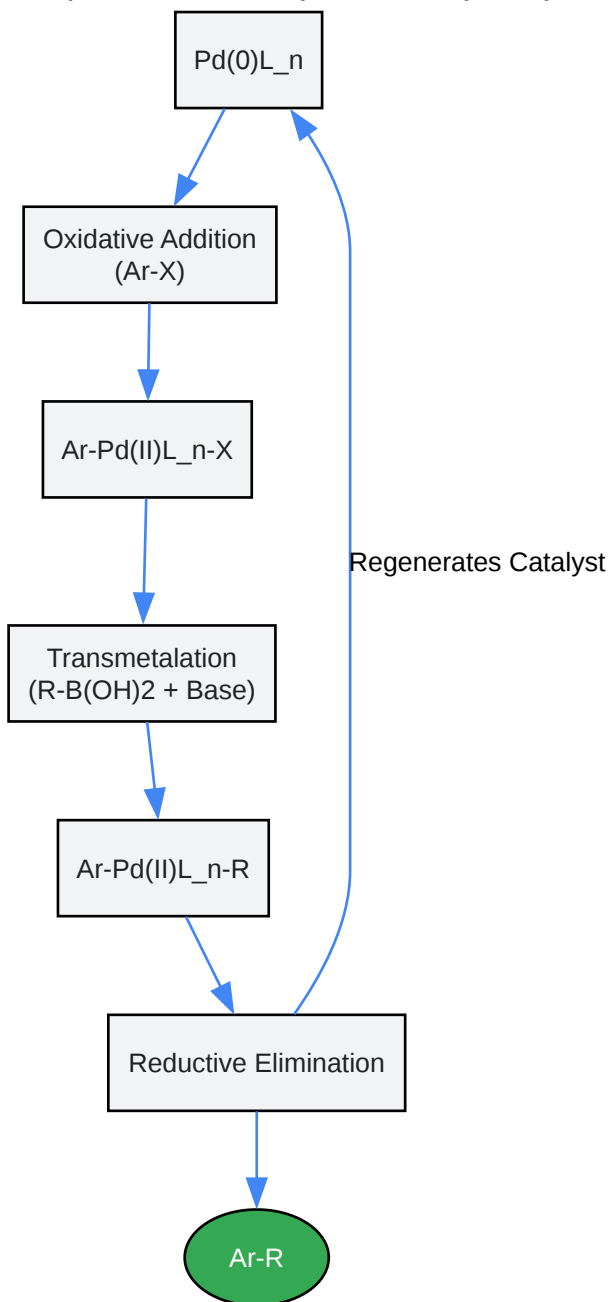 Pd(0)L_n
Oxidative Addition
(Ar-X)
Ar-Pd(II)L_n-X
Regenerates Catalyst
Transmetalation
(R-B(OH)2 + Base)
Ar-Pd(II)L_n-R
Reductive Elimination
Ar-R